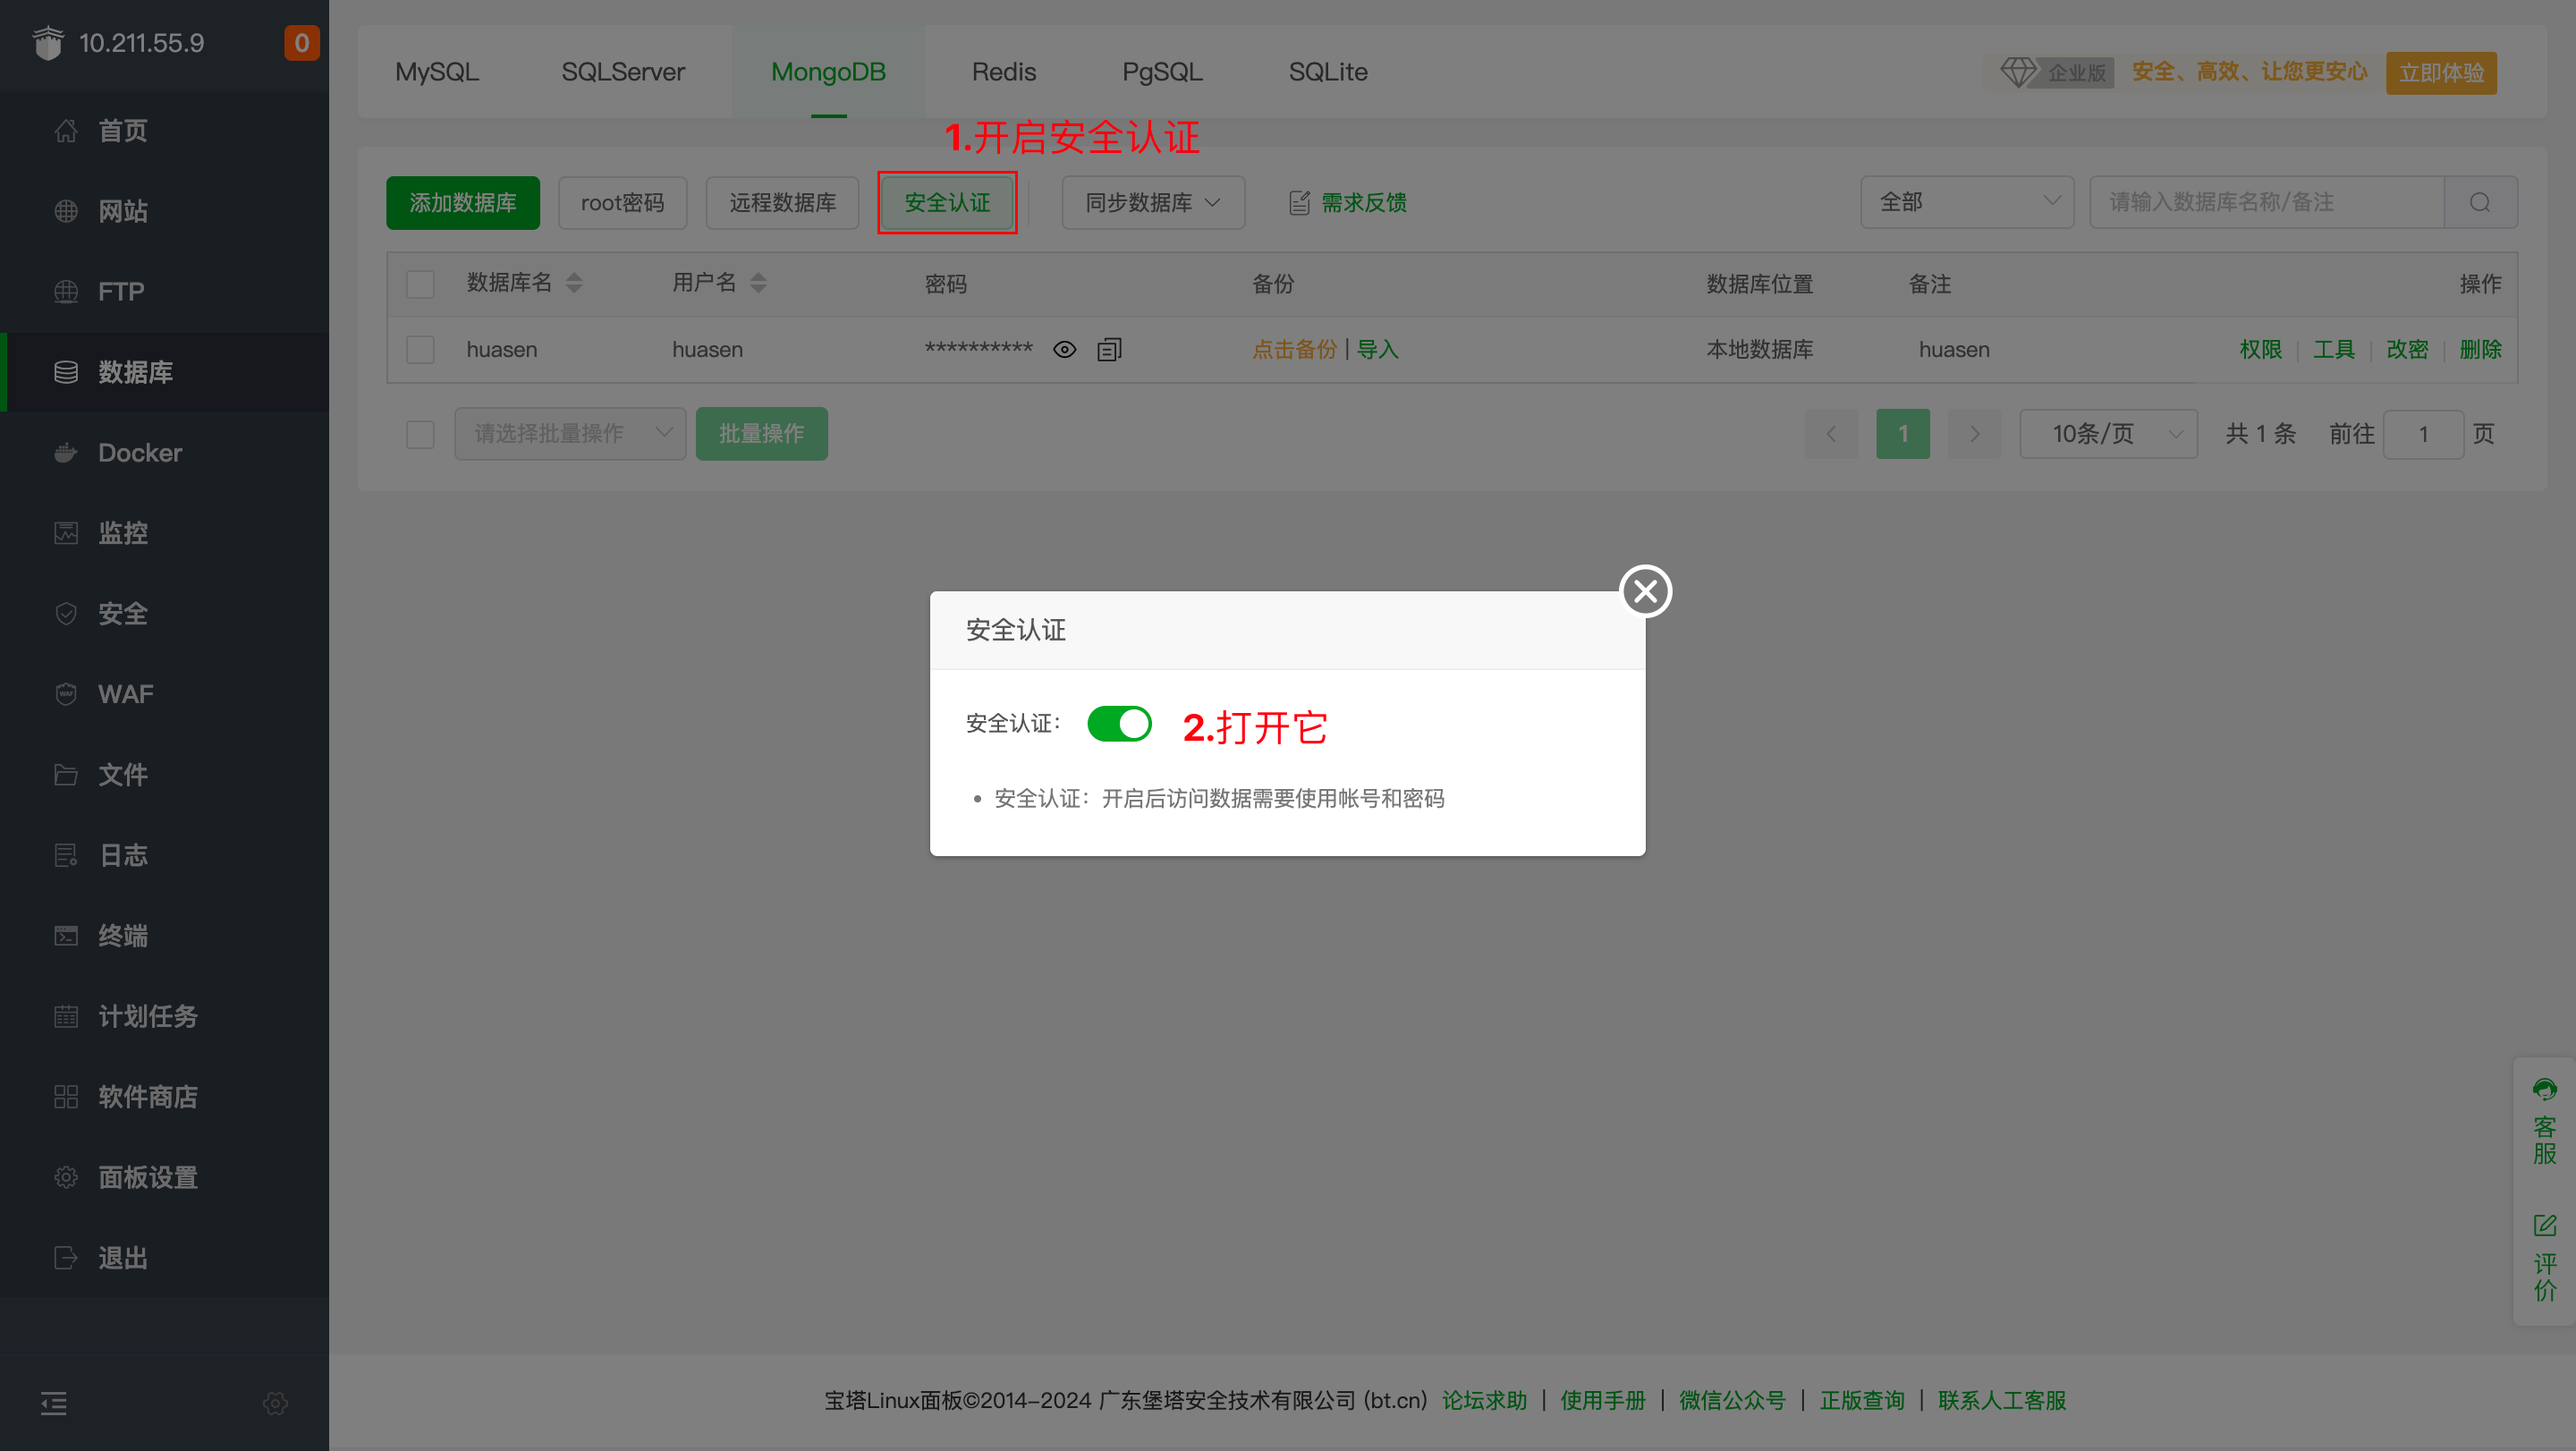 10.211.55.9
0
首页
网站
FTP
数据库
Docker
监控
安全
WAF
文件
日志
终端
计划任务
软件商店
面板设置
退出
MySQL SQLServer MongoDB Redis PgSQL SQLite
企业版 安全、高效、让您更安心 立即体验
1.开启安全认证
添加数据库 root密码 远程数据库 安全认证 同步数据库 需求反馈 全部 请输入数据库名称/备注
数据库名 用户名 密码 备份 数据库位置 备注 操作
huasen huasen ********** 点击备份 | 导入 本地数据库 huasen 权限 | 工具 | 改密 | 删除
请选择批量操作 批量操作 1 10条/页 共 1 条 前往 1 页
安全认证
安全认证： 2.打开它
安全认证：开启后访问数据需要使用帐号和密码
客服
评价
宝塔Linux面板©2014-2024 广东堡塔安全技术有限公司 (bt.cn) 论坛求助 | 使用手册 | 微信公众号 | 正版查询 | 联系人工客服